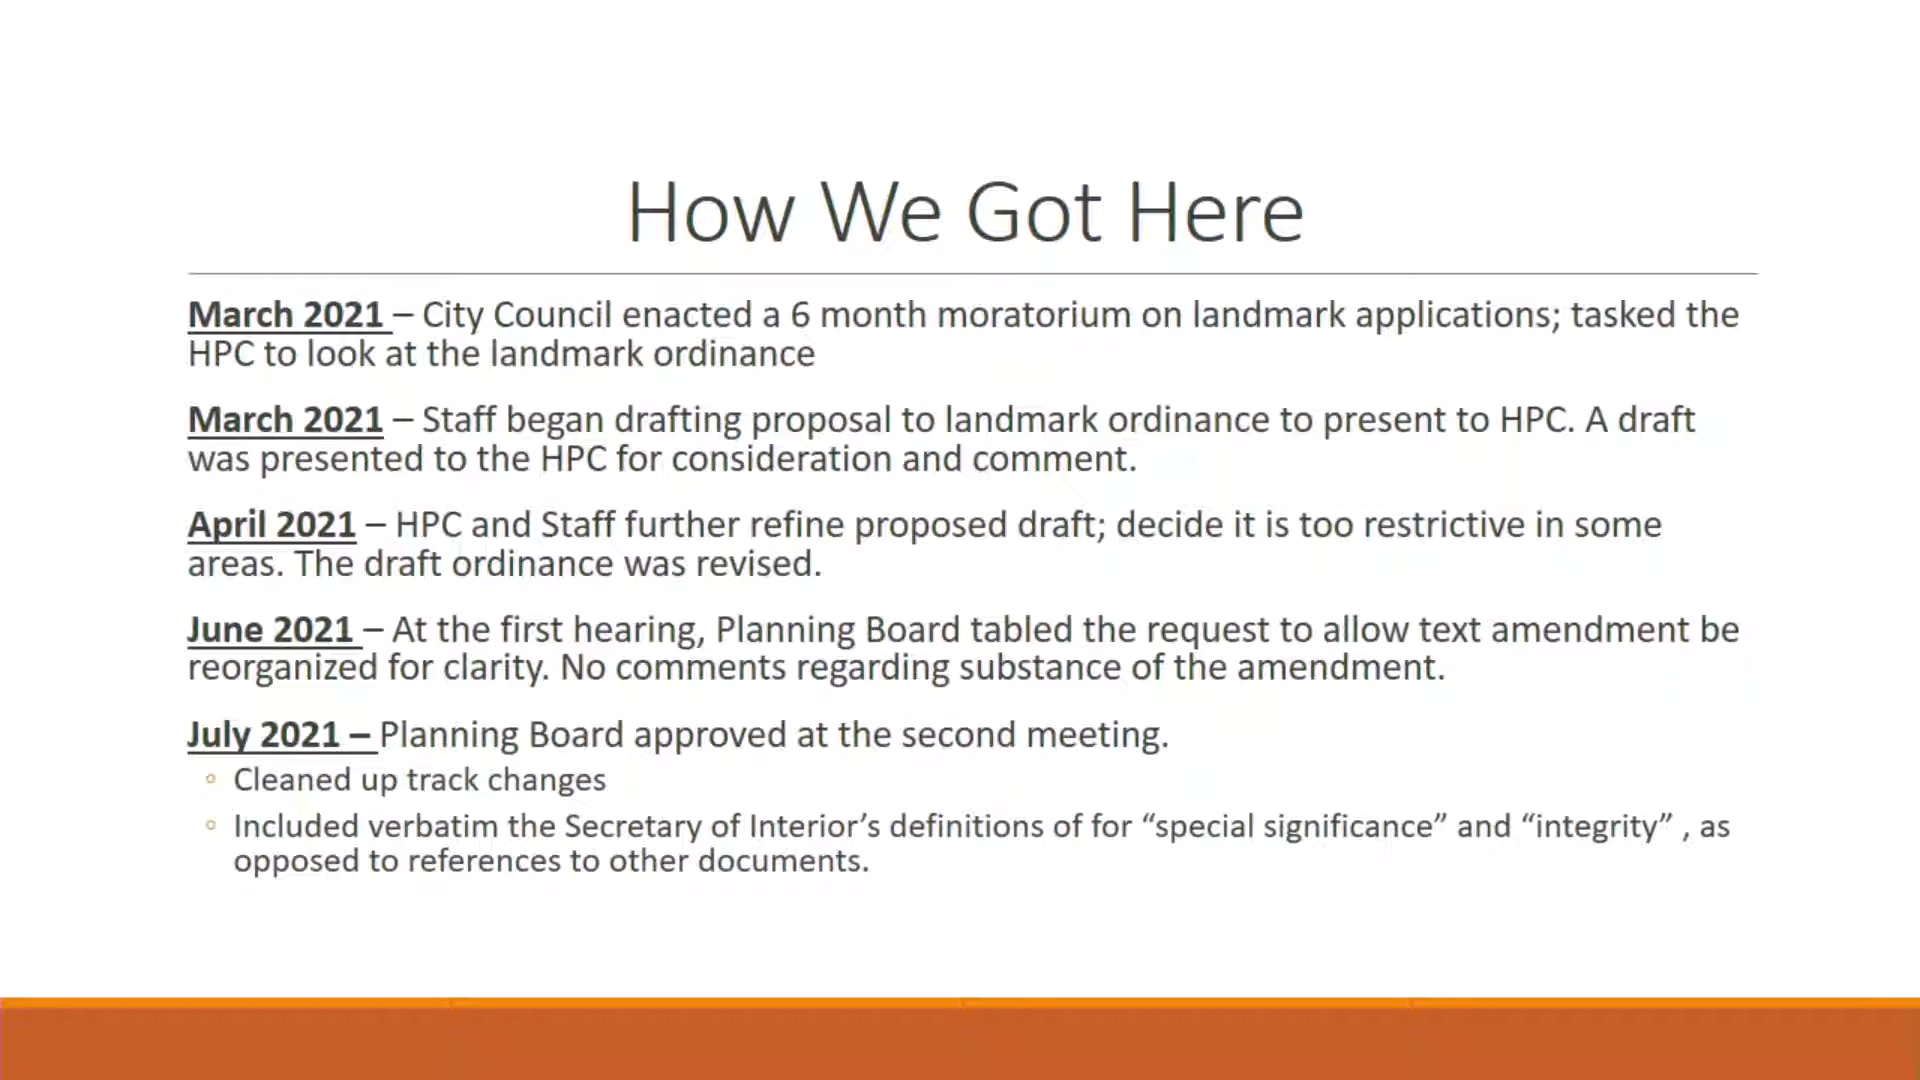 How We Got Here
March 2021 – City Council enacted a 6 month moratorium on landmark applications; tasked the
HPC to look at the landmark ordinance
March 2021 – Staff began drafting proposal to landmark ordinance to present to HPC. A draft
was presented to the HPC for consideration and comment.
April 2021 – HPC and Staff further refine proposed draft; decide it is too restrictive in some
areas. The draft ordinance was revised.
June 2021 – At the first hearing, Planning Board tabled the request to allow text amendment be
reorganized for clarity. No comments regarding substance of the amendment.
July 2021 – Planning Board approved at the second meeting.
◦ Cleaned up track changes
◦ Included verbatim the Secretary of Interior’s definitions of for “special significance” and “integrity” , as
opposed to references to other documents.